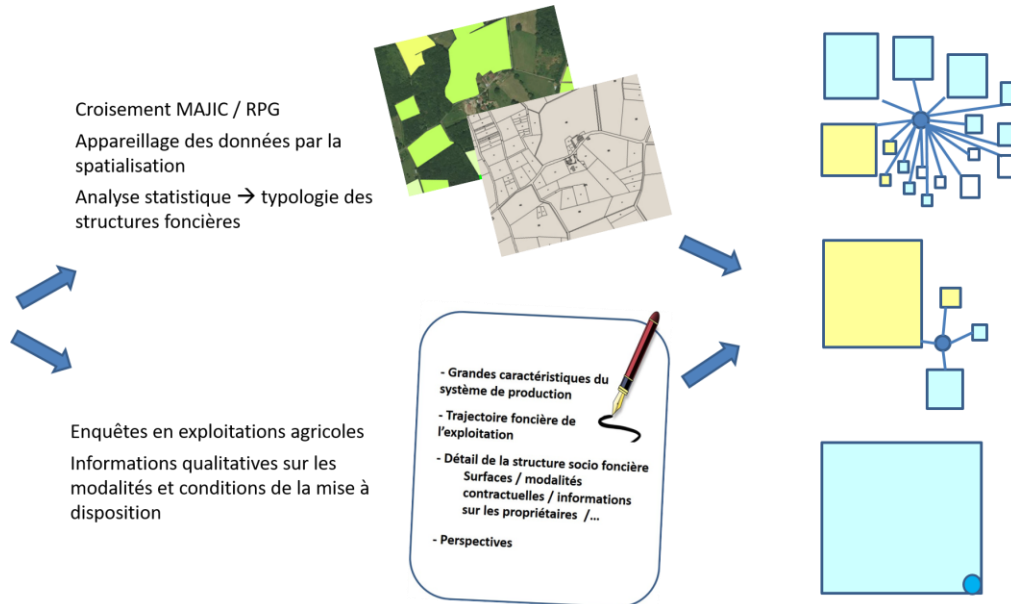 Croisement MAJIC / RPG
Appareillage des données par la
spatialisation
Analyse statistique → typologie des
structures foncières
Enquêtes en exploitations agricoles
Informations qualitatives sur les
modalités et conditions de la mise à
disposition
- Grandes caractéristiques du
système de production
- Trajectoire foncière de
l'exploitation
- Détail de la structure socio foncière
Surfaces / modalités
contractuelles / informations
sur les propriétaires /...
- Perspectives